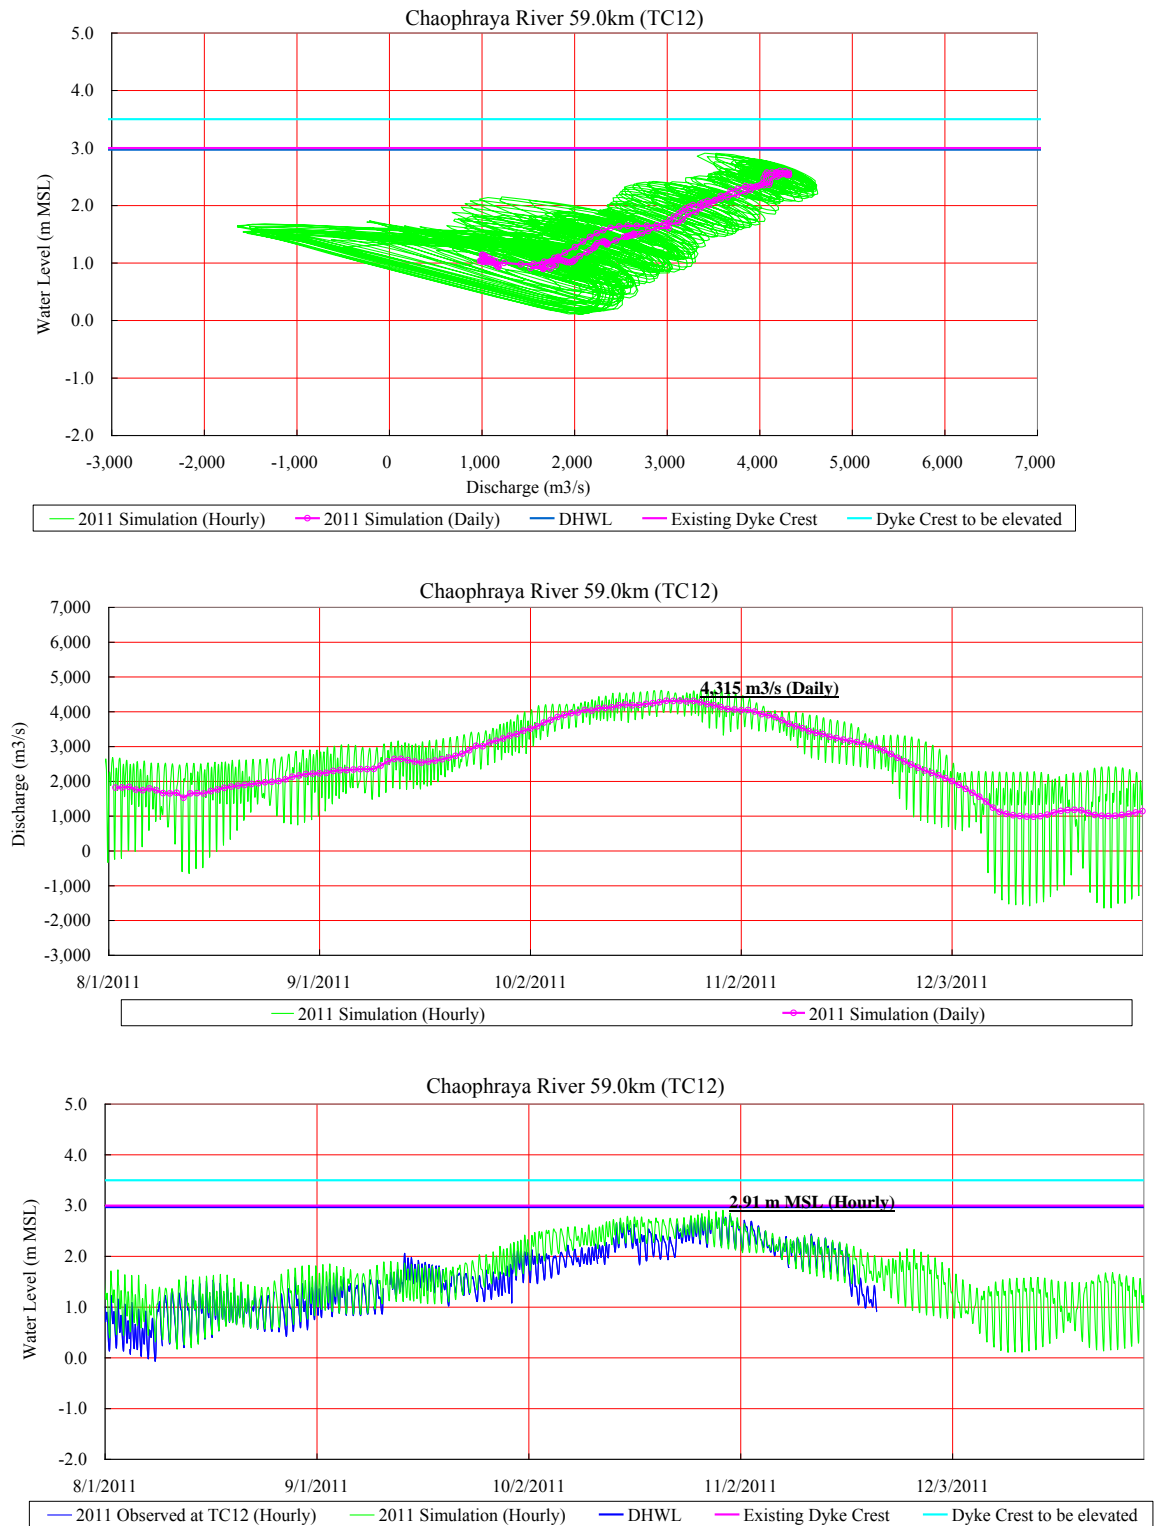 Chaophraya River 59.0km (TC12)
5.0
4.0
3.0
2.0
1.0
0.0
-1.0
-2.0
Water Level (m MSL)
-3,000 -2,000 -1,000 0 1,000 2,000 3,000 4,000 5,000 6,000 7,000
Discharge (m3/s)
2011 Simulation (Hourly) 2011 Simulation (Daily) DHWL Existing Dyke Crest Dyke Crest to be elevated
Chaophraya River 59.0km (TC12)
7,000
6,000
5,000
4,000
3,000
2,000
1,000
0
-1,000
-2,000
-3,000
Discharge (m3/s)
4,315 m3/s (Daily)
8/1/2011 9/1/2011 10/2/2011 11/2/2011 12/3/2011
2011 Simulation (Hourly) 2011 Simulation (Daily)
Chaophraya River 59.0km (TC12)
5.0
4.0
3.0
2.0
1.0
0.0
-1.0
-2.0
Water Level (m MSL)
2.91 m MSL (Hourly)
8/1/2011 9/1/2011 10/2/2011 11/2/2011 12/3/2011
2011 Observed at TC12 (Hourly) 2011 Simulation (Hourly) DHWL Existing Dyke Crest Dyke Crest to be elevated